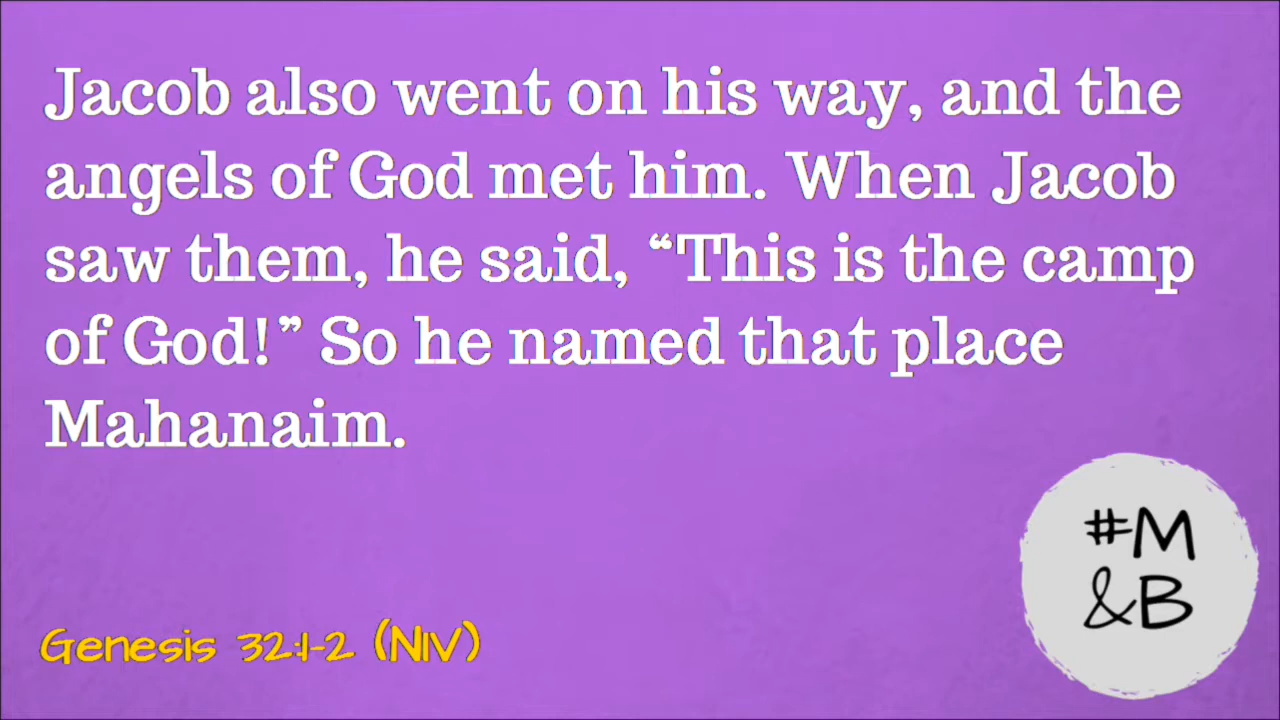 Jacob also went on his way, and the
angels of God met him. When Jacob
saw them, he said, “This is the camp
of God!” So he named that place
Mahanaim.
#M
&B
Genesis 32:1-2 (NIV)